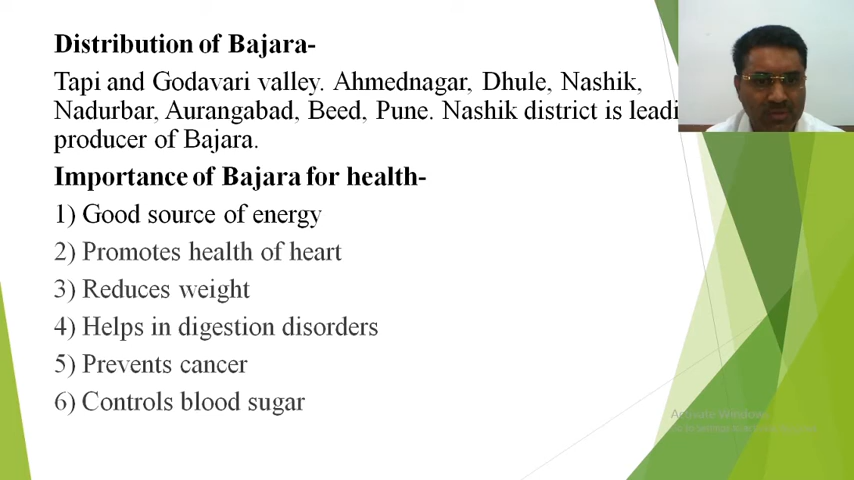 Distribution of Bajara-
Tapi and Godavari valley. Ahmednagar, Dhule, Nashik,
Nadurbar, Aurangabad, Beed, Pune. Nashik district is leadi
producer of Bajara.
Importance of Bajara for health-
1) Good source of energy
2) Promotes health of heart
3) Reduces weight
4) Helps in digestion disorders
5) Prevents cancer
6) Controls blood sugar
Activate Windows